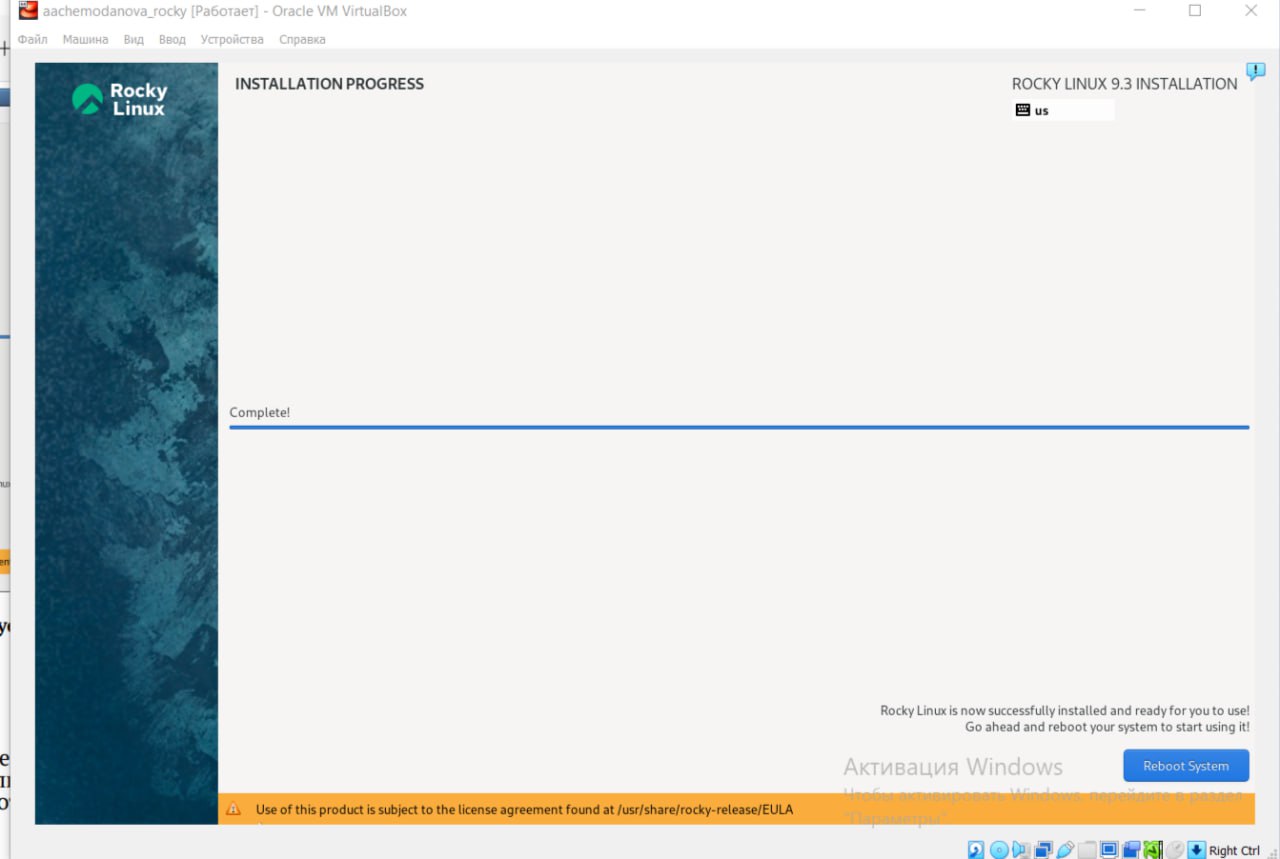 aachemodanova_rocky [Работает] - Oracle VM VirtualBox
Файл Машина Вид Ввод Устройства Справка
Rocky
Linux
INSTALLATION PROGRESS
ROCKY LINUX 9.3 INSTALLATION
us
Complete!
Rocky Linux is now successfully installed and ready for you to use!
Go ahead and reboot your system to start using it!
Reboot System
Активация Windows
Чтобы активировать Windows, перейдите в раздел
"Параметры"
Use of this product is subject to the license agreement found at /usr/share/rocky-release/EULA
Right Ctrl